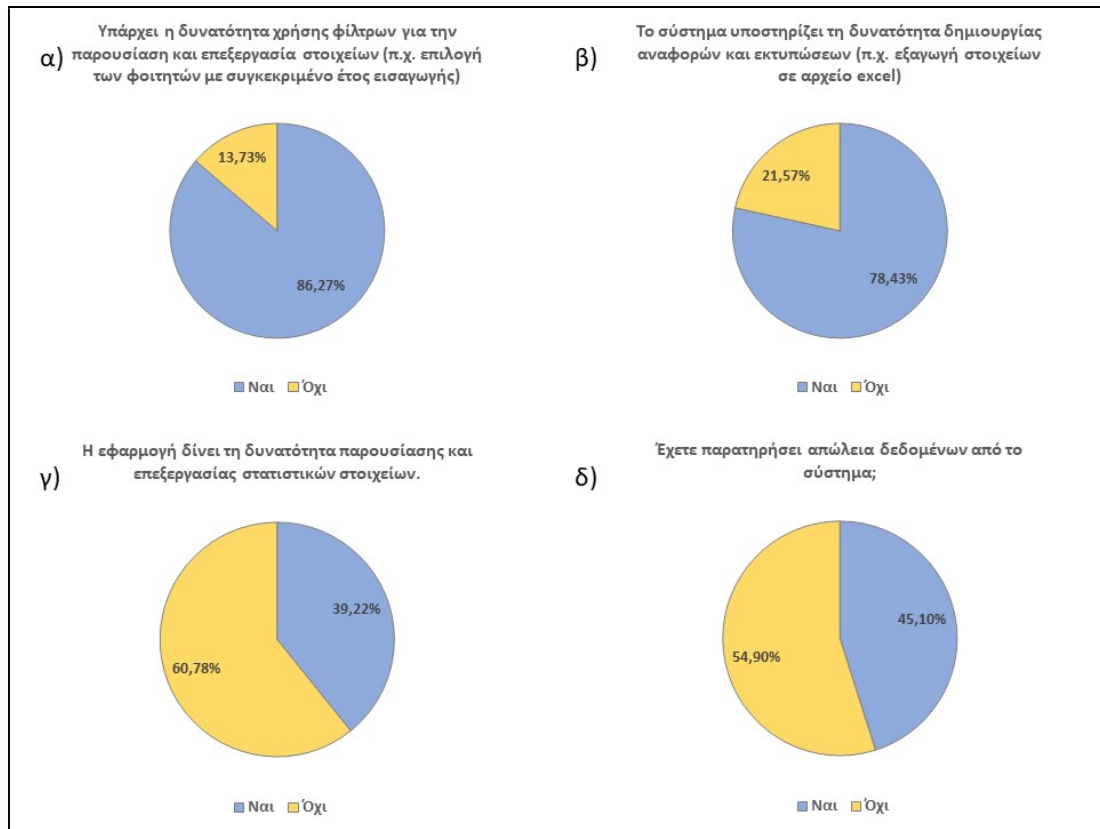 α)
Υπάρχει η δυνατότητα χρήσης φίλτρων για την
παρουσίαση και επεξεργασία στοιχείων (π.χ. επιλογή
των φοιτητών με συγκεκριμένο έτος εισαγωγής)
13,73%
86,27%
Ναι Όχι
β)
Το σύστημα υποστηρίζει τη δυνατότητα δημιουργίας
αναφορών και εκτυπώσεων (π.χ. εξαγωγή στοιχείων
σε αρχείο excel)
21,57%
78,43%
Ναι Όχι
γ)
Η εφαρμογή δίνει τη δυνατότητα παρουσίασης και
επεξεργασίας στατιστικών στοιχείων.
39,22%
60,78%
Ναι Όχι
δ)
Έχετε παρατηρήσει απώλεια δεδομένων από το
σύστημα;
45,10%
54,90%
Ναι Όχι